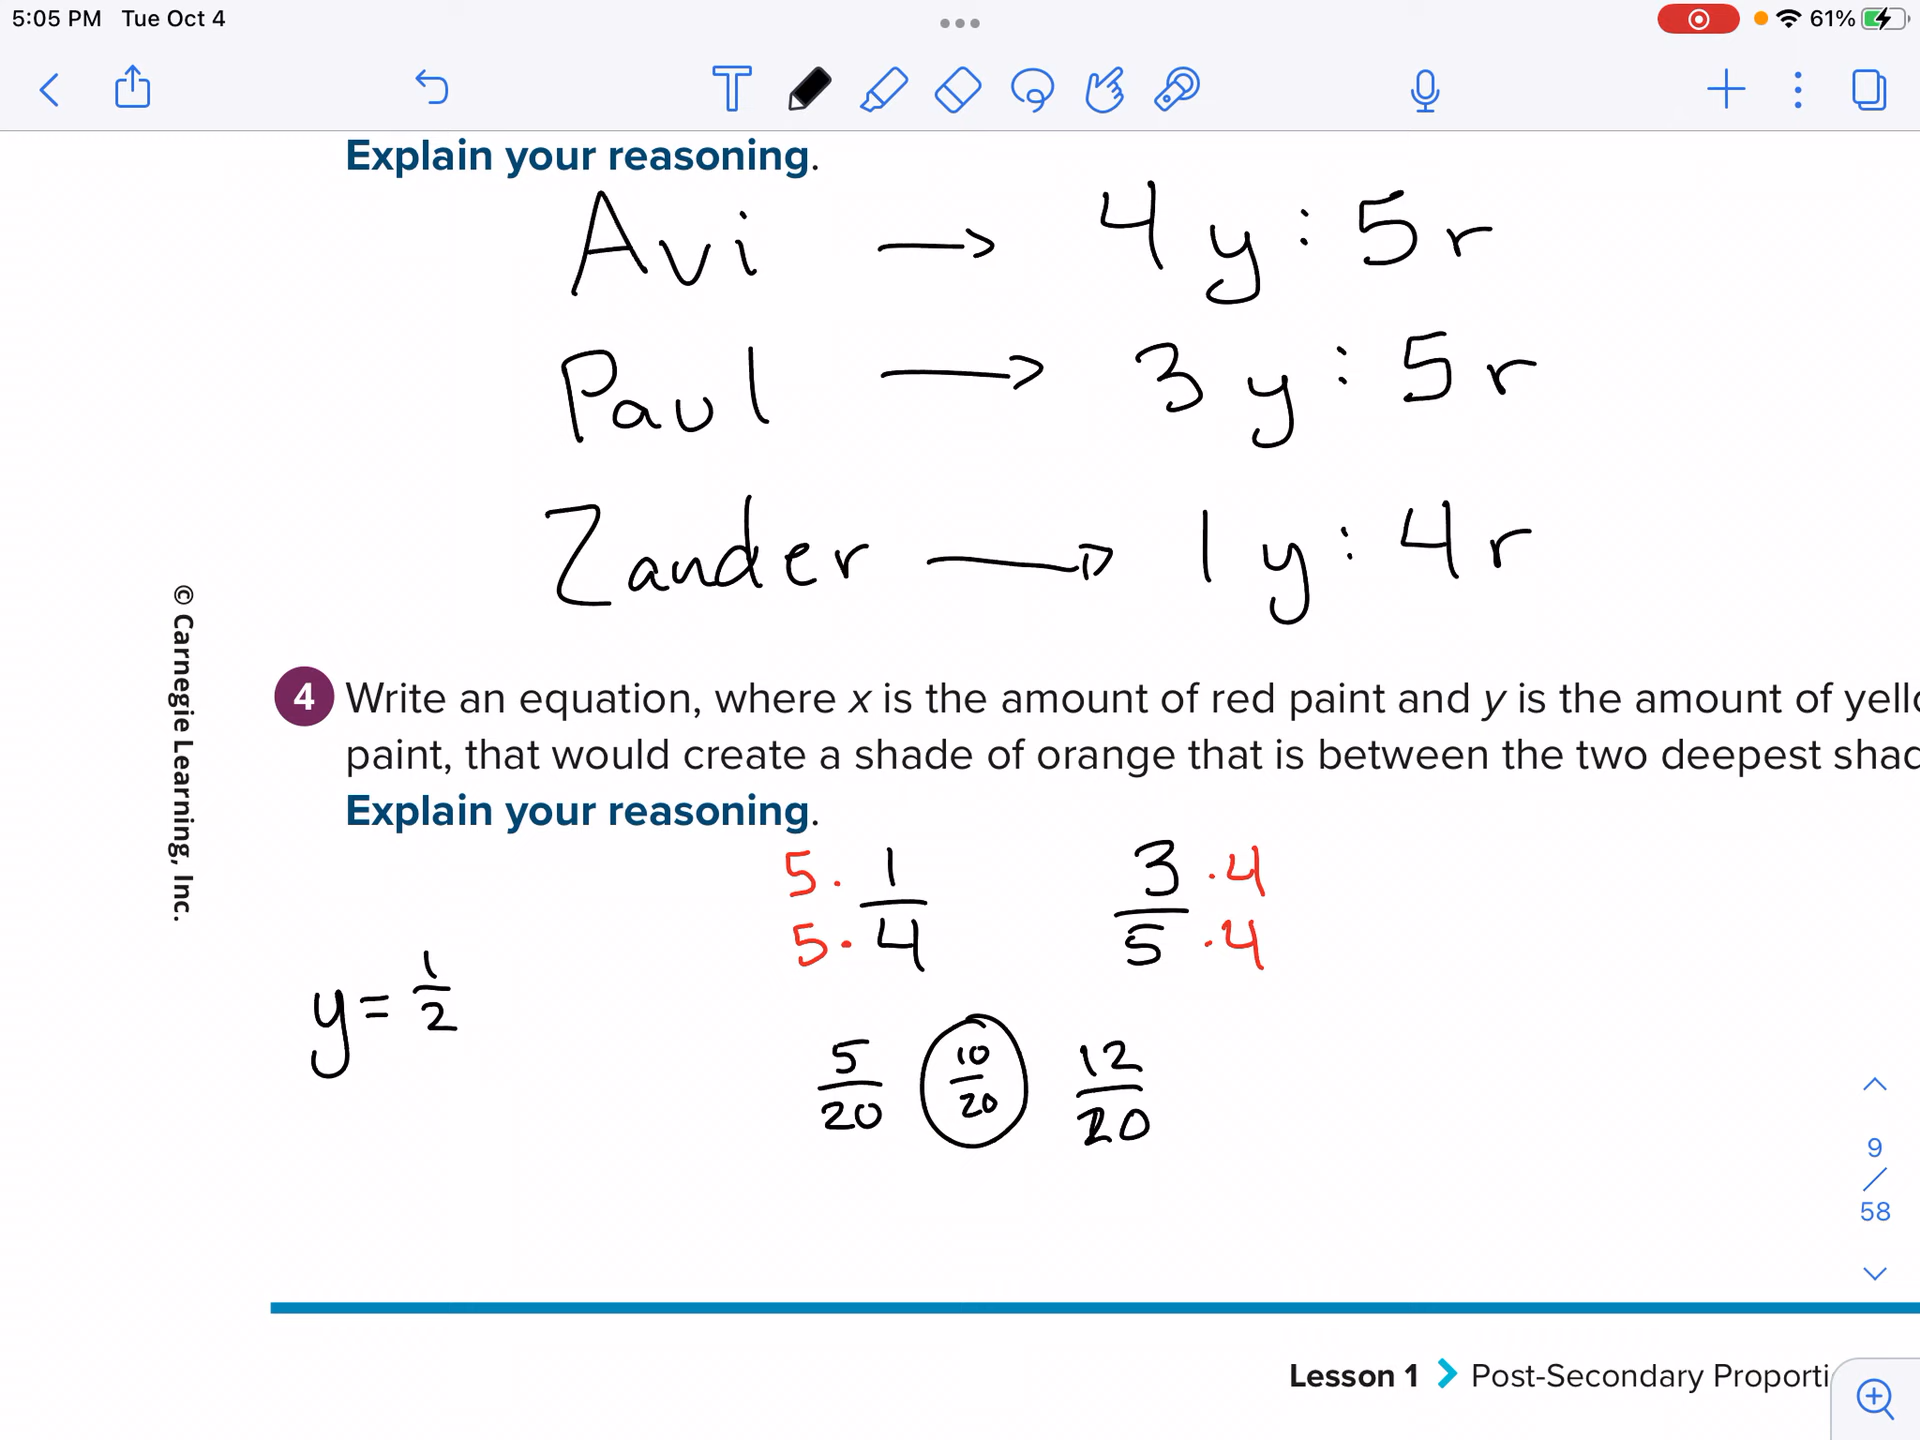 5:05 PM Tue Oct 4
61%
Explain your reasoning.
Avi → 4y : 5r
Paul → 3y : 5r
Zander → 1y : 4r
© Carnegie Learning, Inc.
4 Write an equation, where x is the amount of red paint and y is the amount of yello
paint, that would create a shade of orange that is between the two deepest shad
Explain your reasoning.
5 · 1 3 · 4
5 · 4 5 · 4
y = 1/2
5/20 10/20 12/20
9
/
58
Lesson 1 > Post-Secondary Proporti